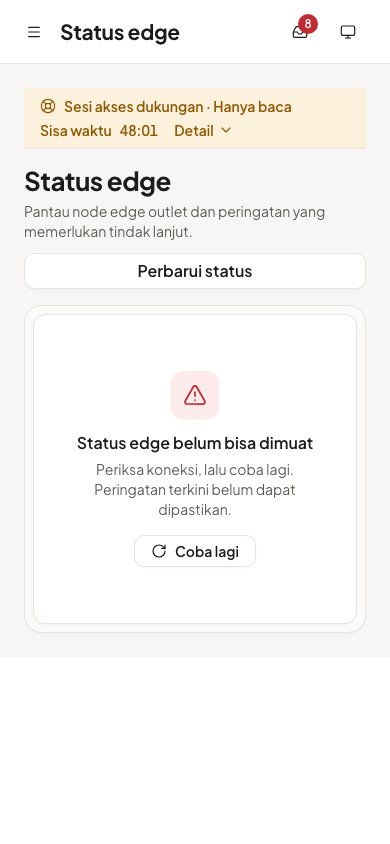 Status edge
8
Sesi akses dukungan · Hanya baca
Sisa waktu 48:01 Detail
Status edge
Pantau node edge outlet dan peringatan yang
memerlukan tindak lanjut.
Perbarui status
Status edge belum bisa dimuat
Periksa koneksi, lalu coba lagi.
Peringatan terkini belum dapat
dipastikan.
Coba lagi